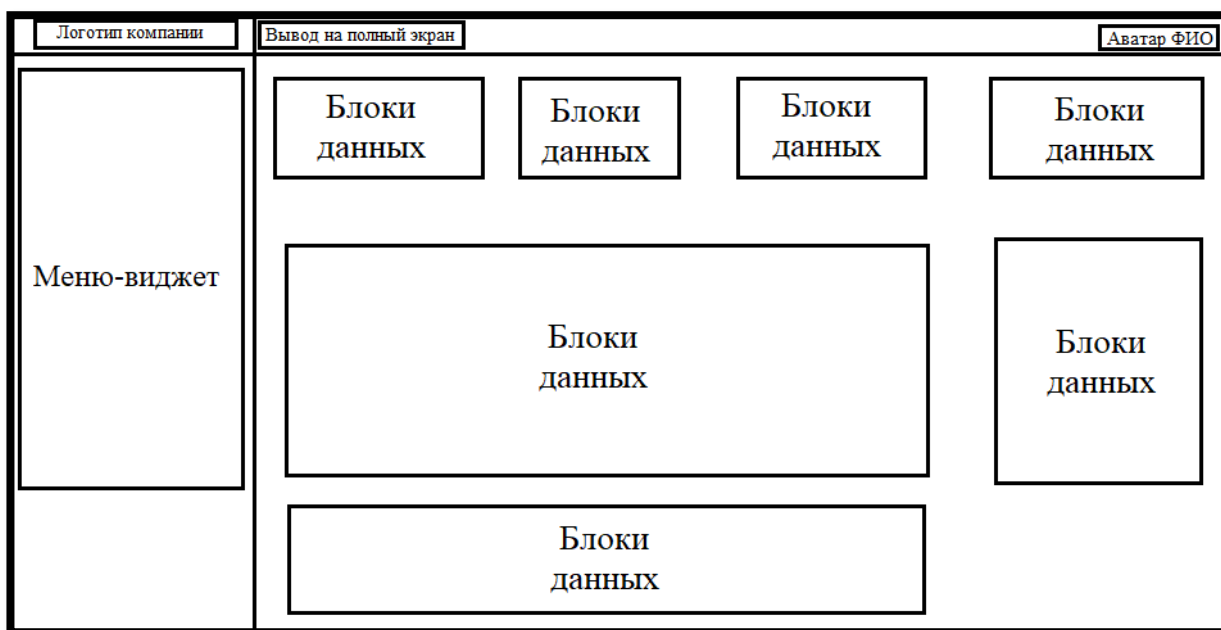 Логотип компании
Вывод на полный экран
Аватар ФИО
Меню-виджет
Блоки
данных
Блоки
данных
Блоки
данных
Блоки
данных
Блоки
данных
Блоки
данных
Блоки
данных